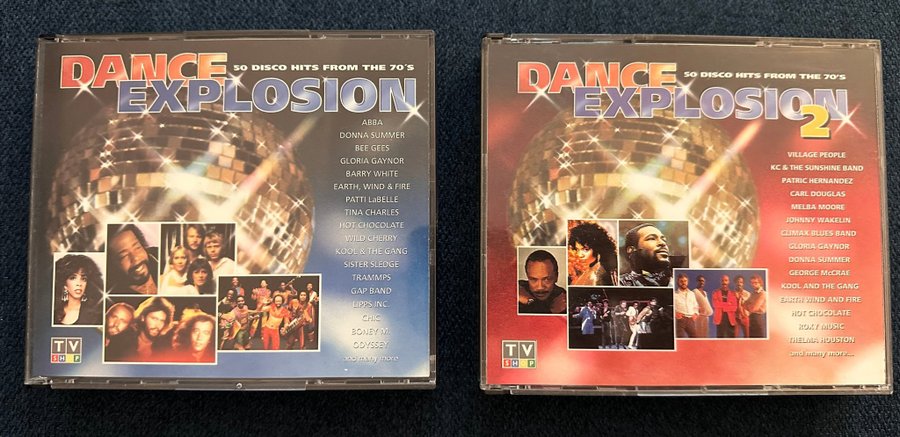 DANCE
50 DISCO HITS FROM THE 70'S
EXPLOSION
ABBA
DONNA SUMMER
BEE GEES
GLORIA GAYNOR
BARRY WHITE
EARTH, WIND & FIRE
PATTI LaBELLE
TINA CHARLES
HOT CHOCOLATE
WILD CHERRY
KOOL & THE GANG
SISTER SLEDGE
TRAMMPS
GAP BAND
LIPPS INC.
CHIC
BONEY M.
ODYSSEY
and many more
TV
SHOP
DANCE
50 DISCO HITS FROM THE 70'S
EXPLOSION
2
VILLAGE PEOPLE
KC & THE SUNSHINE BAND
PATRIC HERNANDEZ
CARL DOUGLAS
MELBA MOORE
JOHNNY WAKELIN
CLIMAX BLUES BAND
GLORIA GAYNOR
DONNA SUMMER
GEORGE McCRAE
KOOL AND THE GANG
EARTH WIND AND FIRE
HOT CHOCOLATE
ROXY MUSIC
THELMA HOUSTON
and many more...
TV
SHOP